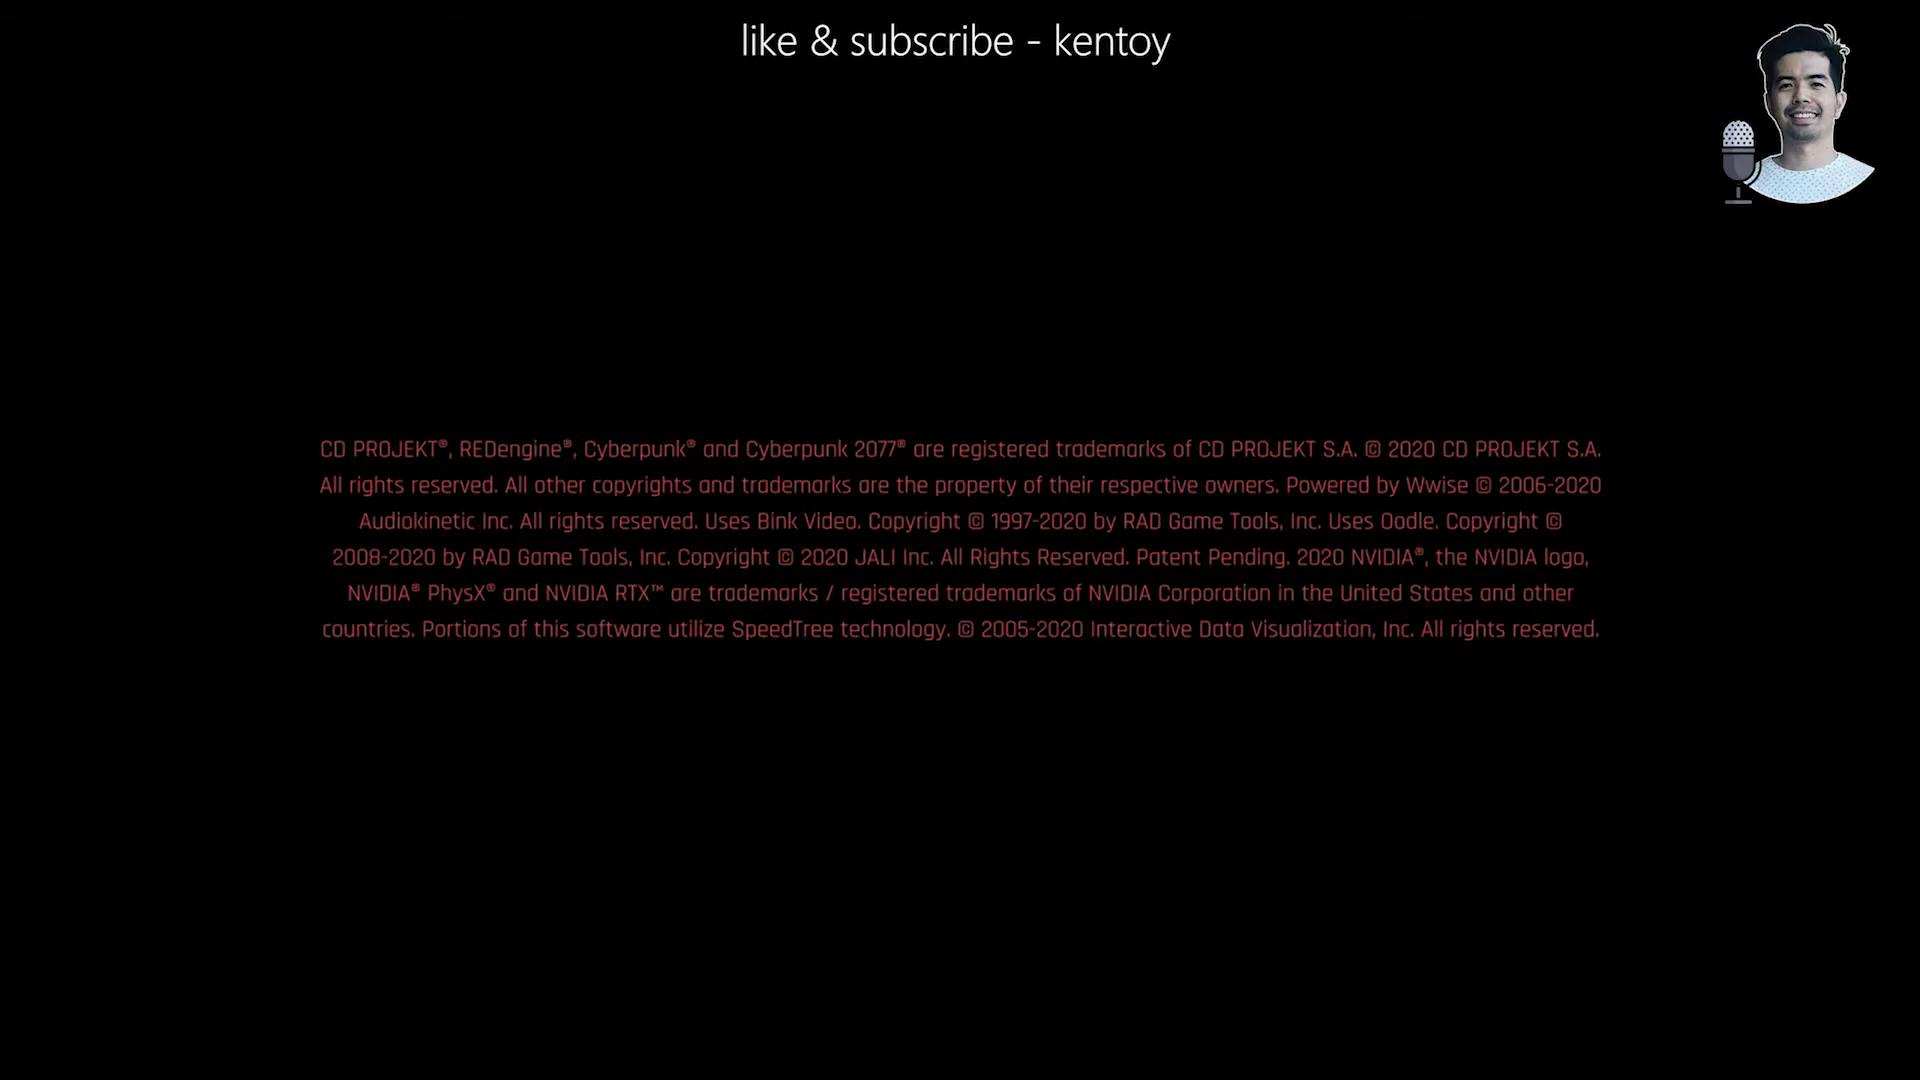 like & subscribe - kentoy
CD PROJEKT®, REDengine®, Cyberpunk® and Cyberpunk 2077® are registered trademarks of CD PROJEKT S.A. © 2020 CD PROJEKT S.A.
All rights reserved. All other copyrights and trademarks are the property of their respective owners. Powered by Wwise © 2006-2020
Audiokinetic Inc. All rights reserved. Uses Bink Video. Copyright © 1997-2020 by RAD Game Tools, Inc. Uses Oodle. Copyright ©
2008-2020 by RAD Game Tools, Inc. Copyright © 2020 JALI Inc. All Rights Reserved. Patent Pending. 2020 NVIDIA®, the NVIDIA logo,
NVIDIA® PhysX® and NVIDIA RTX™ are trademarks / registered trademarks of NVIDIA Corporation in the United States and other
countries. Portions of this software utilize SpeedTree technology. © 2005-2020 Interactive Data Visualization, Inc. All rights reserved.